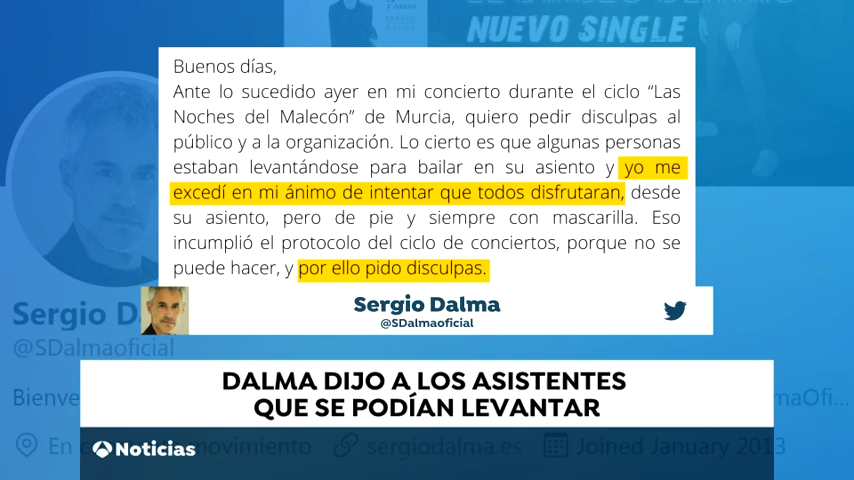 NUEVO SINGLE
Buenos días,
Ante lo sucedido ayer en mi concierto durante el ciclo “Las
Noches del Malecón” de Murcia, quiero pedir disculpas al
público y a la organización. Lo cierto es que algunas personas
estaban levantándose para bailar en su asiento y yo me
excedí en mi ánimo de intentar que todos disfrutaran, desde
su asiento, pero de pie y siempre con mascarilla. Eso
incumplió el protocolo del ciclo de conciertos, porque no se
puede hacer, y por ello pido disculpas.
Sergio Dalma
@SDalmaoficial
Sergio D
@SDalmaoficial
DALMA DIJO A LOS ASISTENTES
QUE SE PODÍAN LEVANTAR
Bienve
maOfi...
En movimiento sergiodalma.es Joined January 2013
Noticias